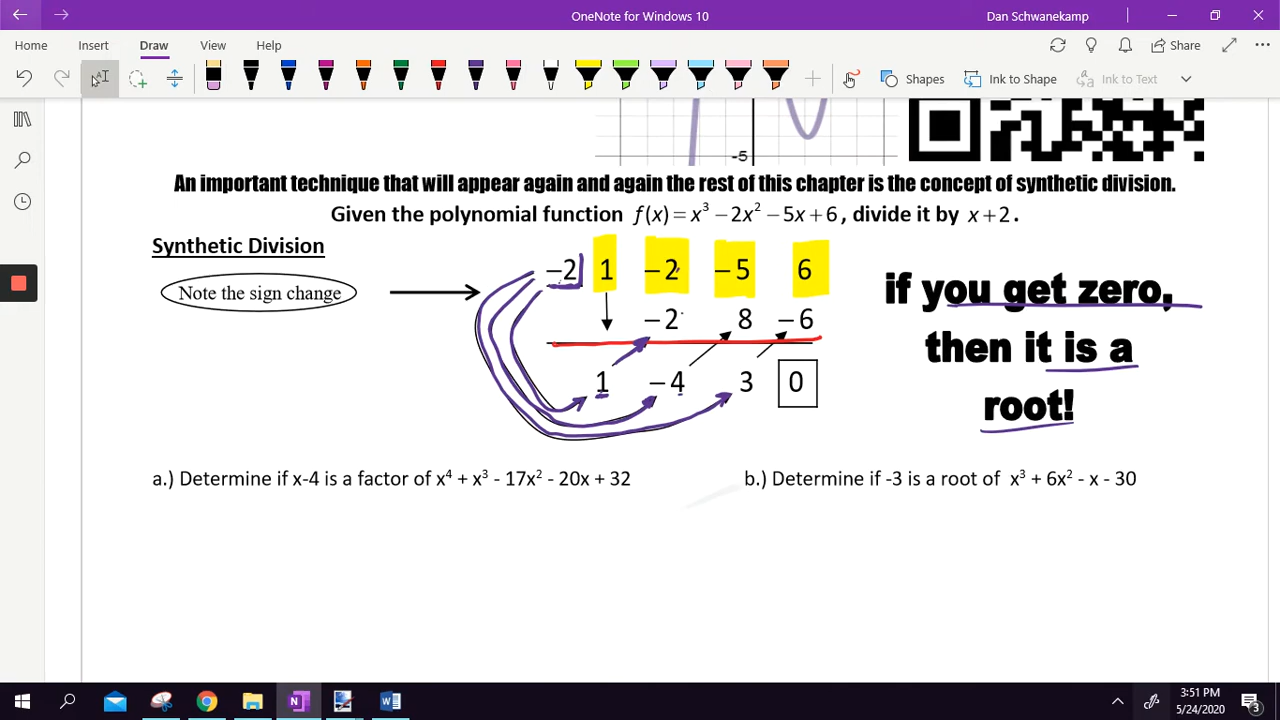 OneNote for Windows 10
Dan Schwanekamp
Home Insert Draw View Help
Share
Shapes
Ink to Shape
Ink to Text
-5
An important technique that will appear again and again the rest of this chapter is the concept of synthetic division.
Given the polynomial function f(x) = x³ − 2x² − 5x + 6, divide it by x + 2.
Synthetic Division
Note the sign change
−2 1 −2 −5 6
−2 8 −6
1 −4 3 0
if you get zero,
then it is a
root!
a.) Determine if x-4 is a factor of x⁴ + x³ - 17x² - 20x + 32
b.) Determine if -3 is a root of x³ + 6x² - x - 30
3:51 PM
5/24/2020
3